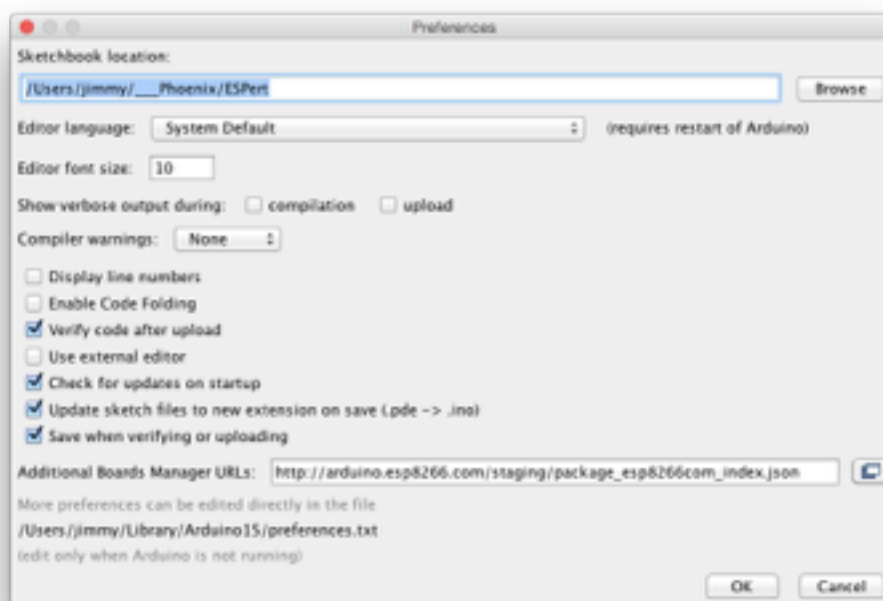 Preferences
Sketchbook location:
/Users/jimmy/___Phoenix/ESPert Browse
Editor language: System Default (requires restart of Arduino)
Editor font size: 10
Show verbose output during: compilation upload
Compiler warnings: None
Display line numbers
Enable Code Folding
Verify code after upload
Use external editor
Check for updates on startup
Update sketch files to new extension on save (.pde -> .ino)
Save when verifying or uploading
Additional Boards Manager URLs: http://arduino.esp8266.com/staging/package_esp8266com_index.json
More preferences can be edited directly in the file
/Users/jimmy/Library/Arduino15/preferences.txt
(edit only when Arduino is not running)
OK Cancel